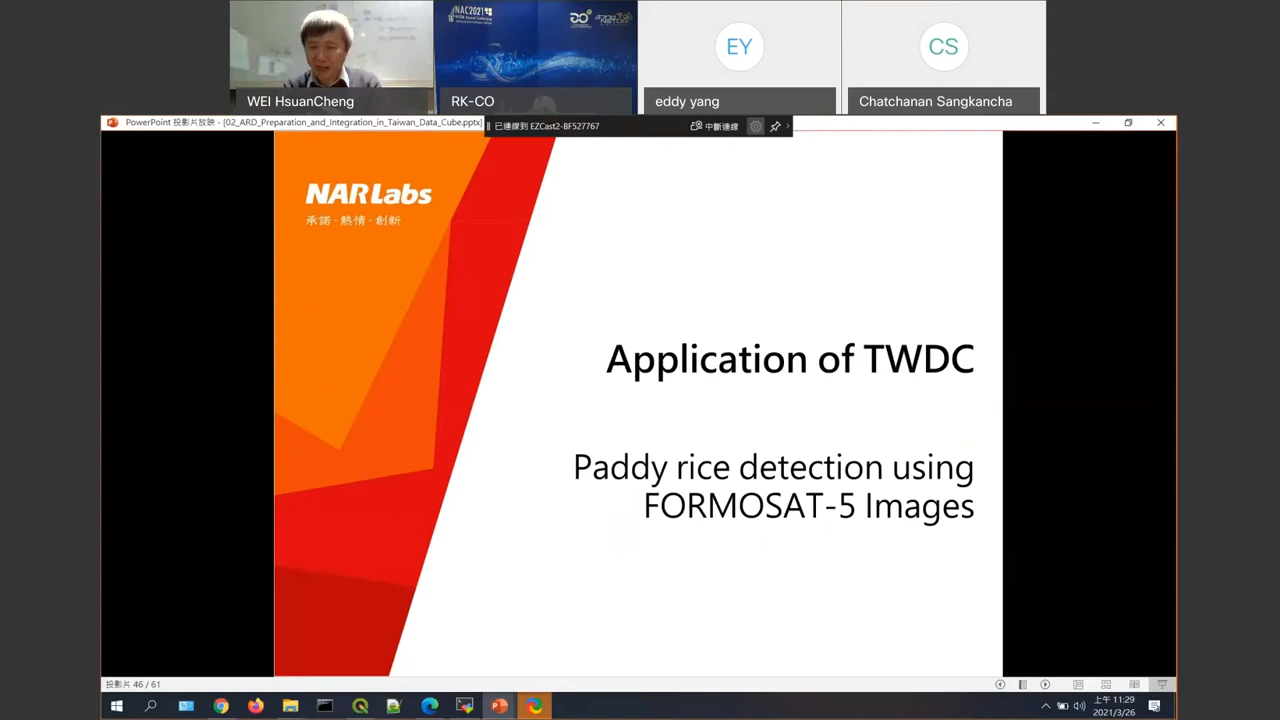 NAC2021
WEI HsuanCheng
RK-CO
EY
eddy yang
CS
Chatchanan Sangkancha
PowerPoint 投影片放映 - [02_ARD_Preparation_and_Integration_in_Taiwan_Data_Cube.pptx]
已連線到 EZCast2-BF527767
中斷連線
NARLabs
承諾·熱情·創新
Application of TWDC
Paddy rice detection using
FORMOSAT-5 Images
投影片 46 / 61
上午 11:29
2021/3/26